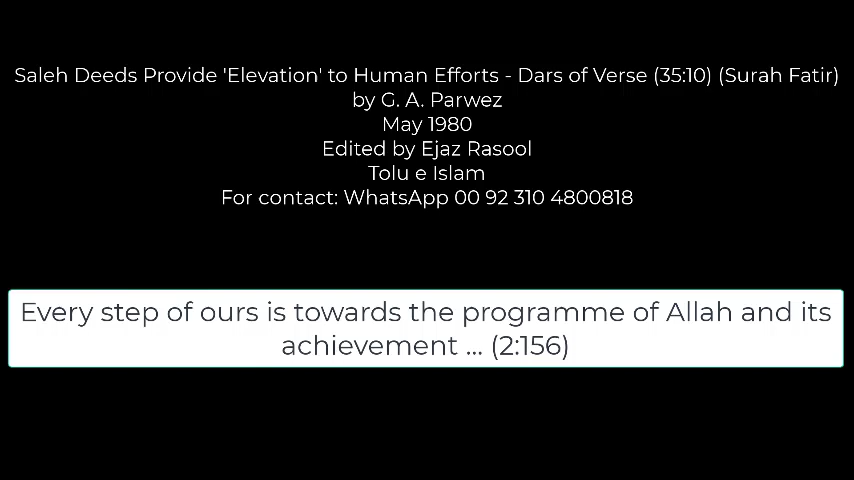 Saleh Deeds Provide 'Elevation' to Human Efforts - Dars of Verse (35:10) (Surah Fatir)
by G. A. Parwez
May 1980
Edited by Ejaz Rasool
Tolu e Islam
For contact: WhatsApp 00 92 310 4800818
Every step of ours is towards the programme of Allah and its
achievement ... (2:156)